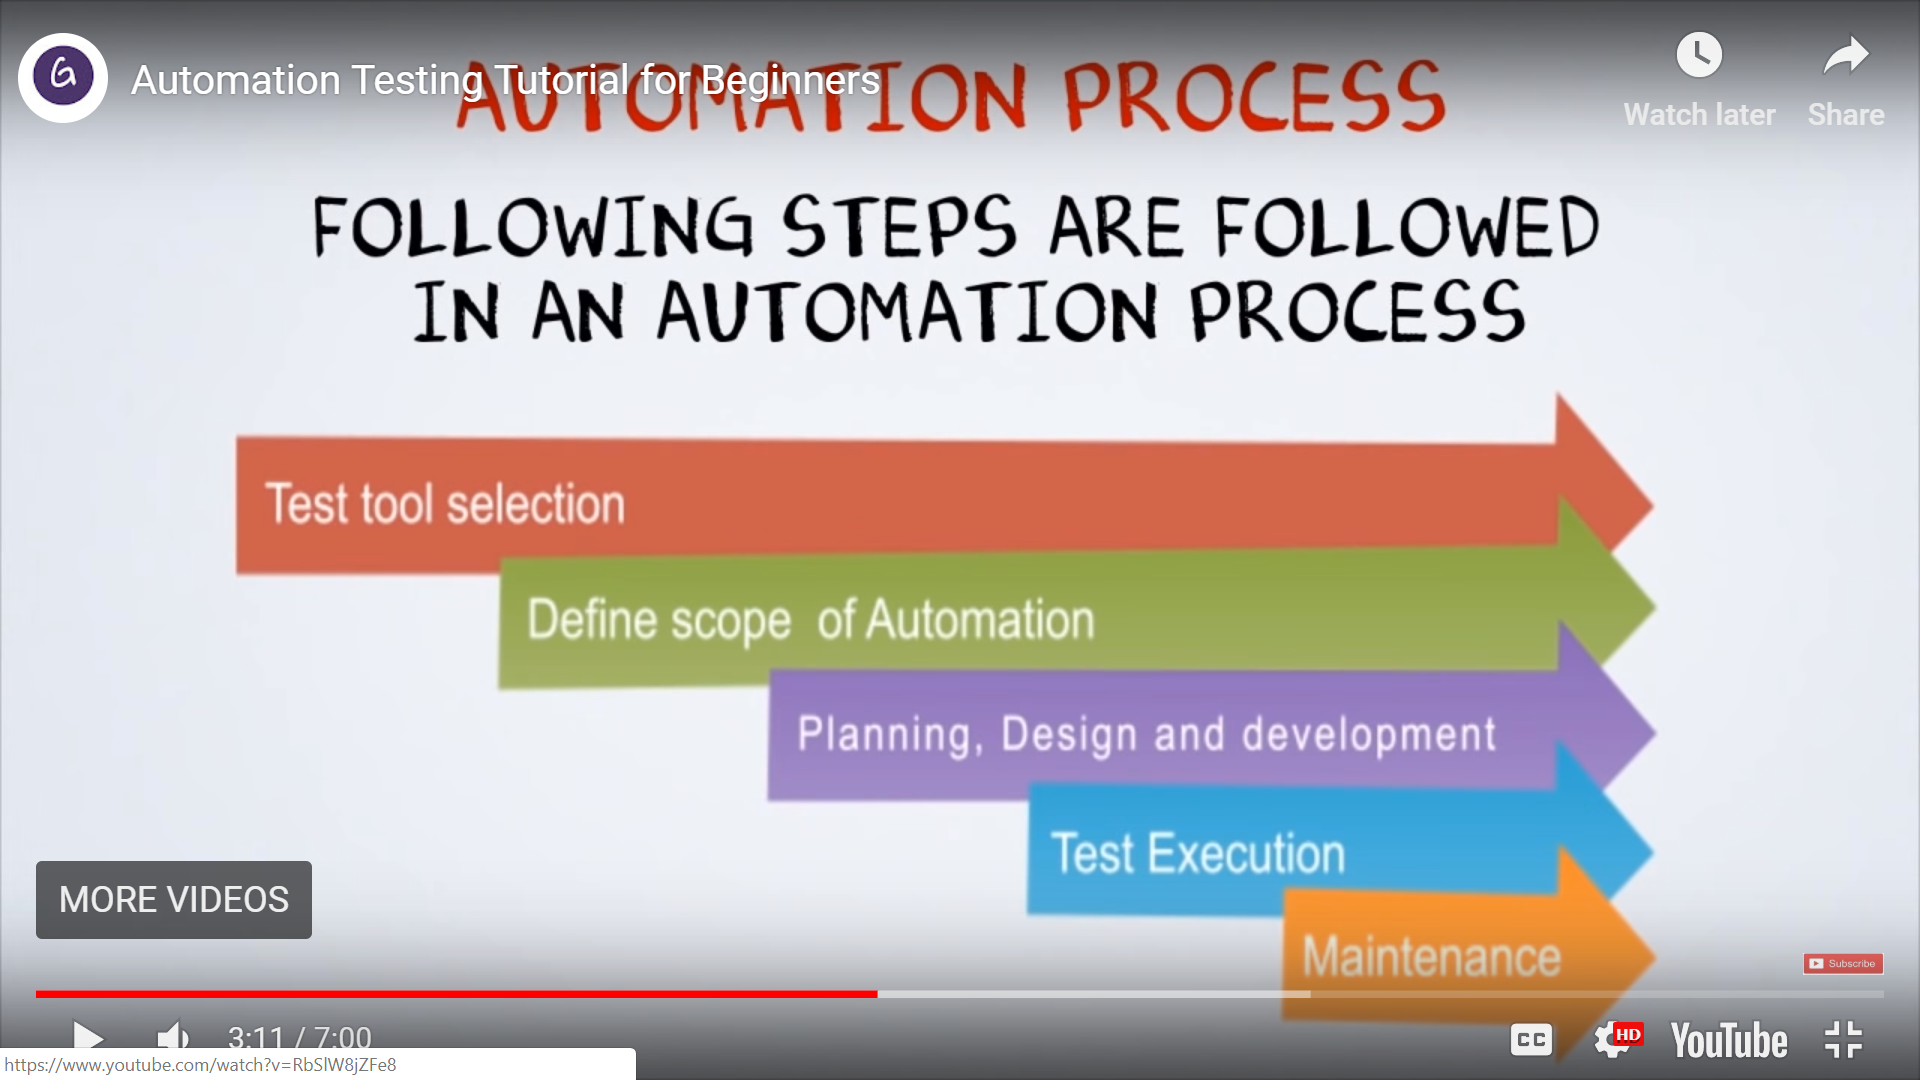 Automation Testing Tutorial for Beginners
AUTOMATION PROCESS
Watch later
Share
FOLLOWING STEPS ARE FOLLOWED
IN AN AUTOMATION PROCESS
Test tool selection
Define scope of Automation
Planning, Design and development
Test Execution
MORE VIDEOS
Maintenance
Subscribe
3:11 / 7:00
CC
HD
YouTube
https://www.youtube.com/watch?v=RbSlW8jZFe8